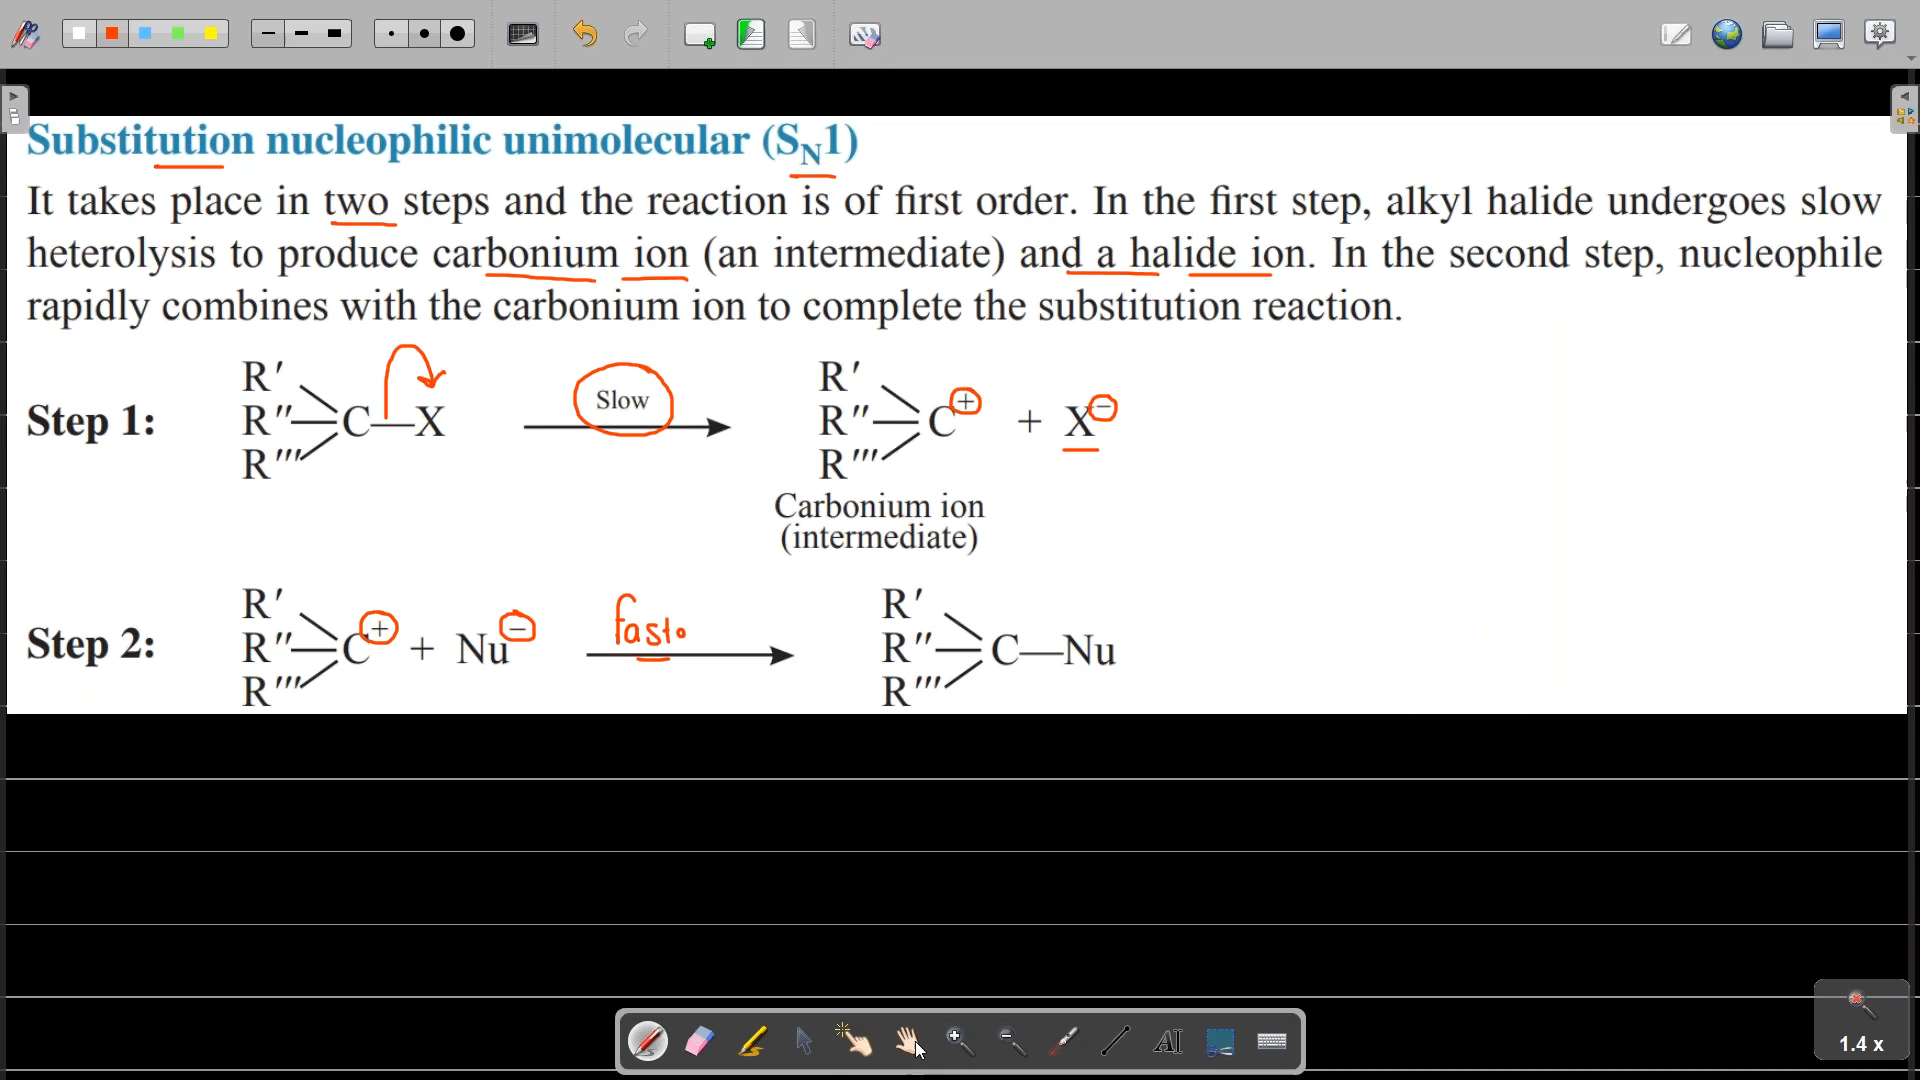 Substitution nucleophilic unimolecular (S_N1)
It takes place in two steps and the reaction is of first order. In the first step, alkyl halide undergoes slow
heterolysis to produce carbonium ion (an intermediate) and a halide ion. In the second step, nucleophile
rapidly combines with the carbonium ion to complete the substitution reaction.
R′
Step 1: R″ C—X Slow
R‴
R′
R″ C⁺ + X⁻
R‴
Carbonium ion
(intermediate)
R′
Step 2: R″ C⁺ + Nu⁻ fast
R‴
R′
R″ C—Nu
R‴
AI
1.4 x